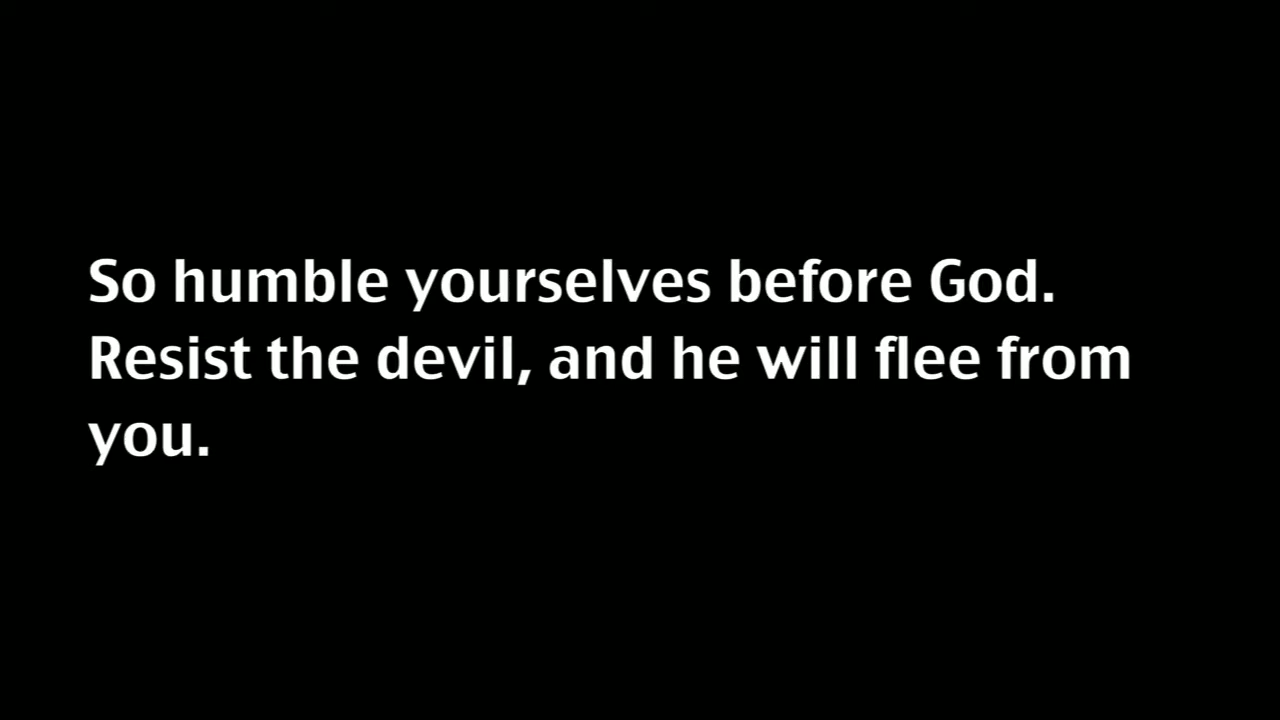 So humble yourselves before God.
Resist the devil, and he will flee from
you.